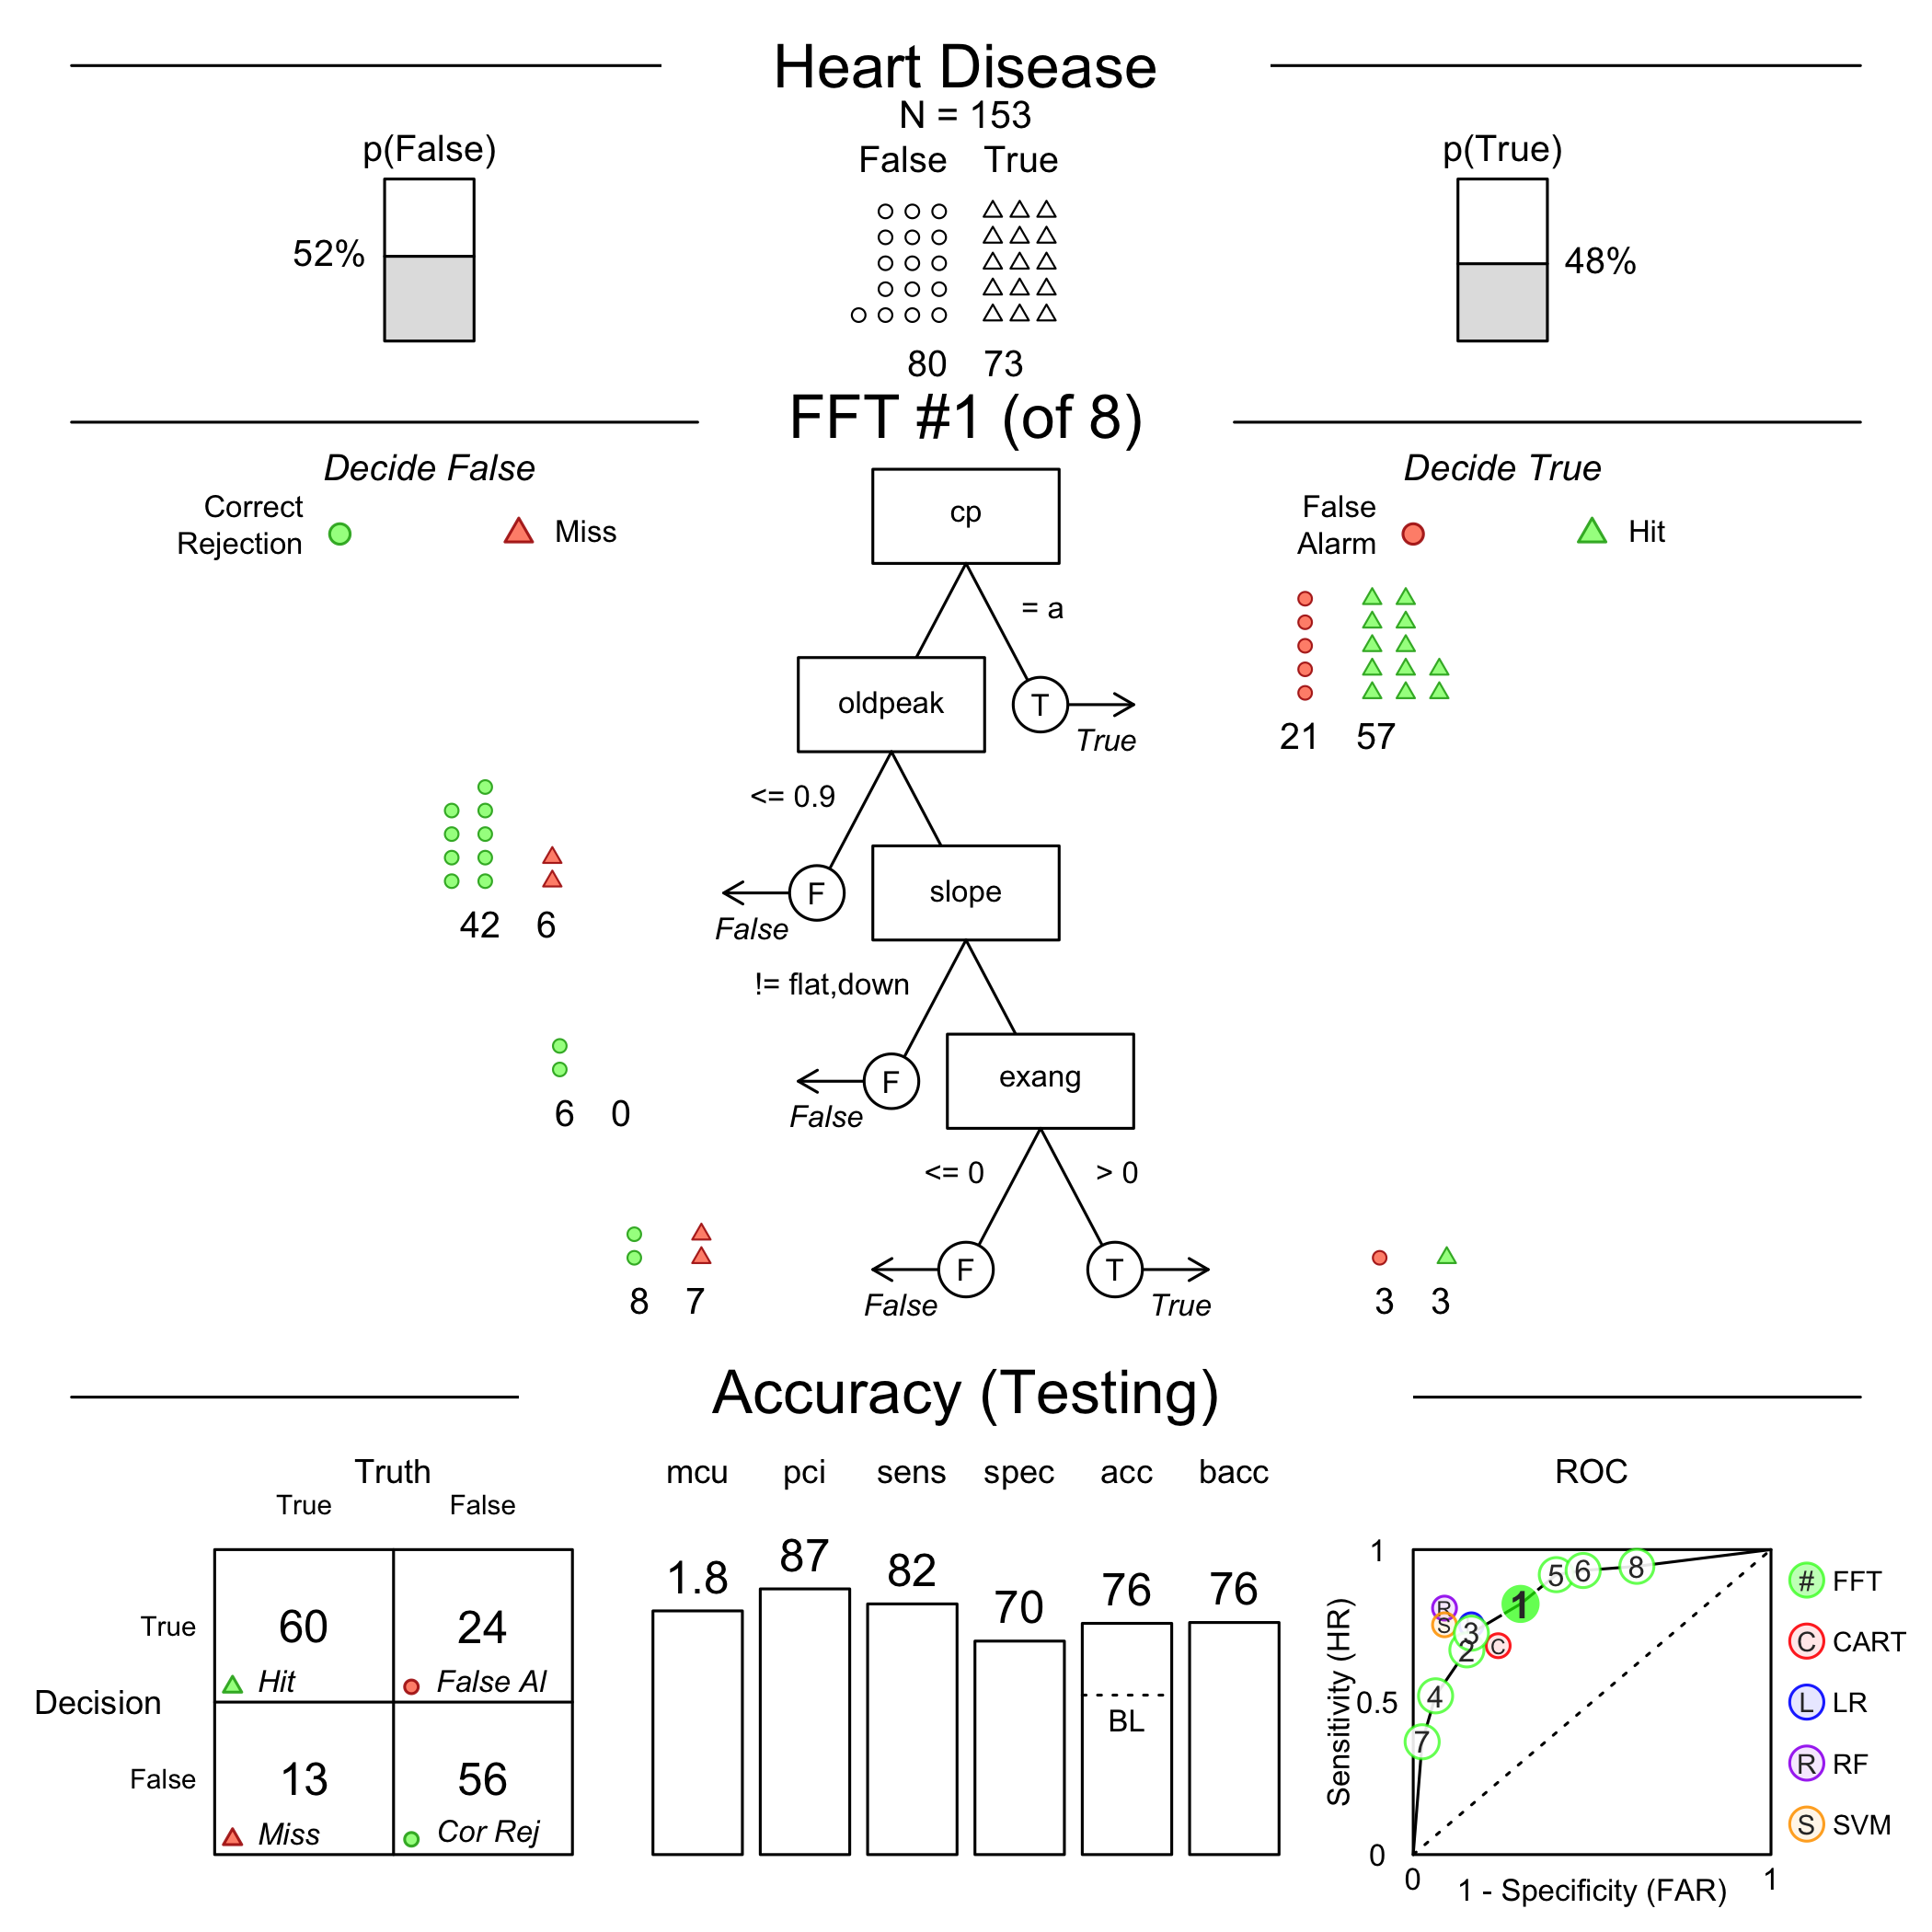 Heart Disease
N = 153
p(False)
False True
p(True)
52%
48%
80 73
FFT #1 (of 8)
Decide False
Decide True
Correct
Rejection
Miss
False
Alarm
Hit
cp
= a
oldpeak
T
True
21 57
<= 0.9
F
False
slope
42 6
!= flat,down
F
False
exang
6 0
<= 0
> 0
F
False
T
True
8 7
3 3
Accuracy (Testing)
Truth
True False
Decision
True
60
Hit
24
False Al
False
13
Miss
56
Cor Rej
mcu pci sens spec acc bacc
1.8 87 82 70 76 76
BL
ROC
Sensitivity (HR)
1
0.5
0
0 1
1 - Specificity (FAR)
5 6 8
1
R
S
3
2
C
4
7
# FFT
C CART
L LR
R RF
S SVM